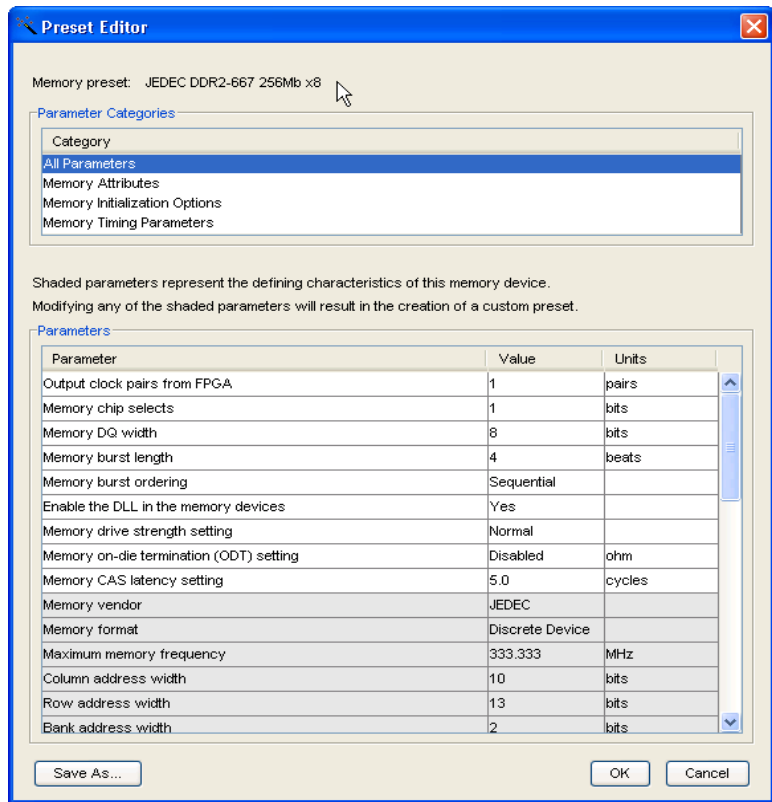 Preset Editor
Memory preset: JEDEC DDR2-667 256Mb x8
Parameter Categories
Category
All Parameters
Memory Attributes
Memory Initialization Options
Memory Timing Parameters
Shaded parameters represent the defining characteristics of this memory device.
Modifying any of the shaded parameters will result in the creation of a custom preset.
Parameters
Parameter Value Units
Output clock pairs from FPGA 1 pairs
Memory chip selects 1 bits
Memory DQ width 8 bits
Memory burst length 4 beats
Memory burst ordering Sequential
Enable the DLL in the memory devices Yes
Memory drive strength setting Normal
Memory on-die termination (ODT) setting Disabled ohm
Memory CAS latency setting 5.0 cycles
Memory vendor JEDEC
Memory format Discrete Device
Maximum memory frequency 333.333 MHz
Column address width 10 bits
Row address width 13 bits
Bank address width 2 bits
Save As... OK Cancel